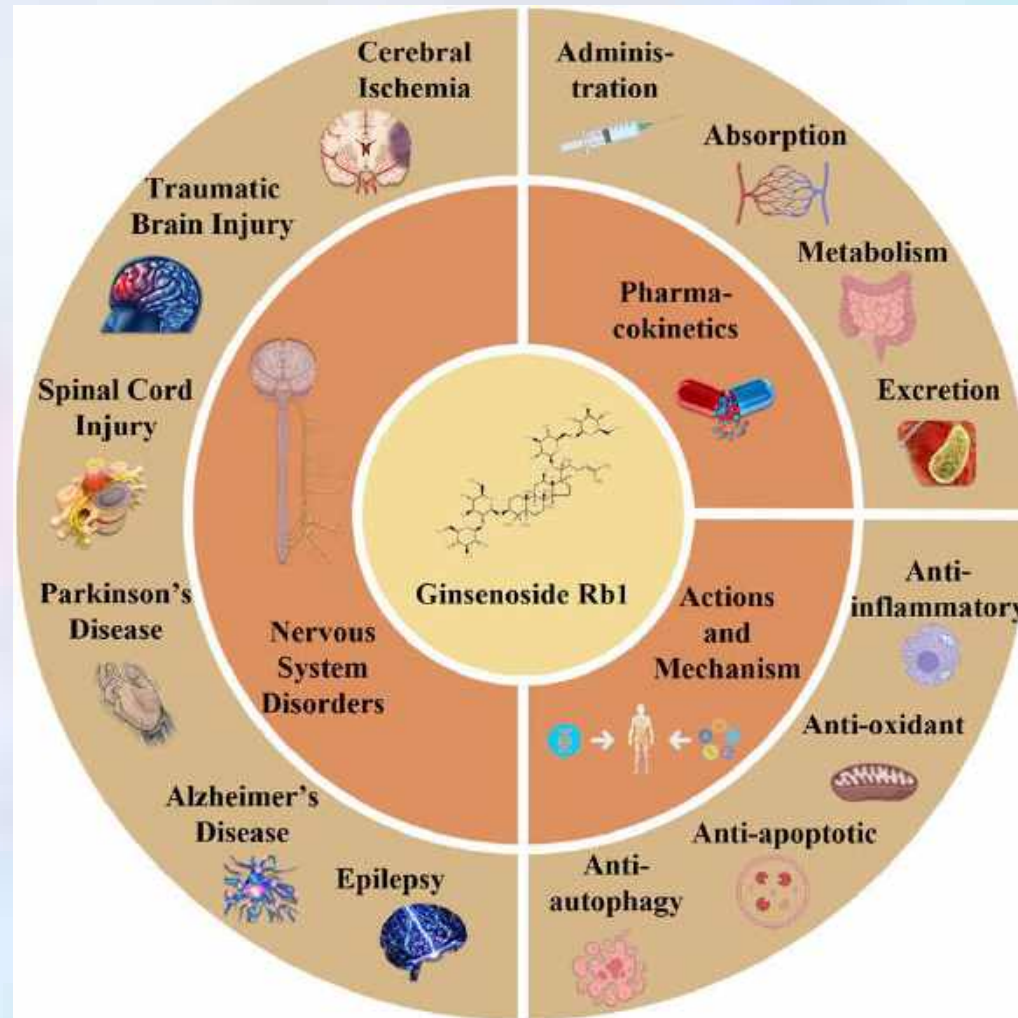 Cerebral
Ischemia
Traumatic
Brain Injury
Spinal Cord
Injury
Parkinson's
Disease
Alzheimer's
Disease
Epilepsy
Nervous
System
Disorders
Ginsenoside Rb1
Adminis-
tration
Absorption
Metabolism
Excretion
Pharma-
cokinetics
Actions
and
Mechanism
Anti-
inflammatory
Anti-oxidant
Anti-apoptotic
Anti-
autophagy